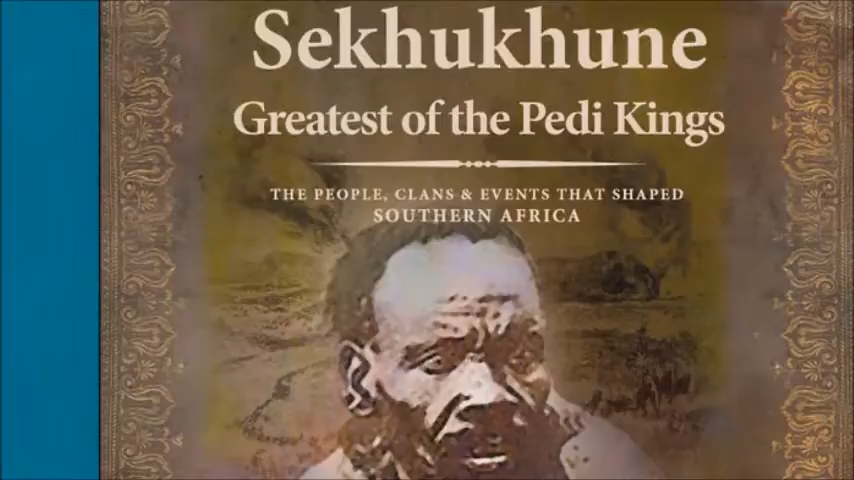 Sekhukhune
Greatest of the Pedi Kings
THE PEOPLE, CLANS & EVENTS THAT SHAPED
SOUTHERN AFRICA